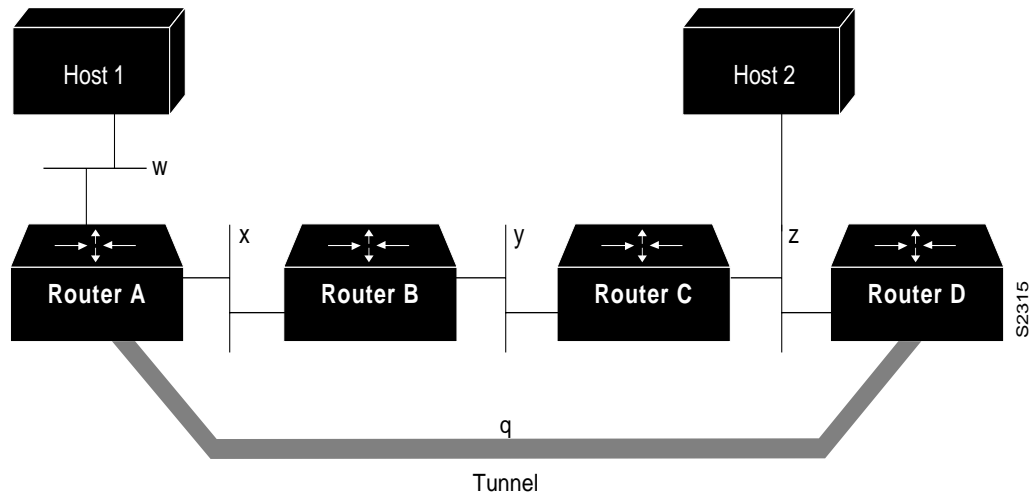 Host 1
Host 2
w
x
y
z
Router A
Router B
Router C
Router D
S2315
q
Tunnel